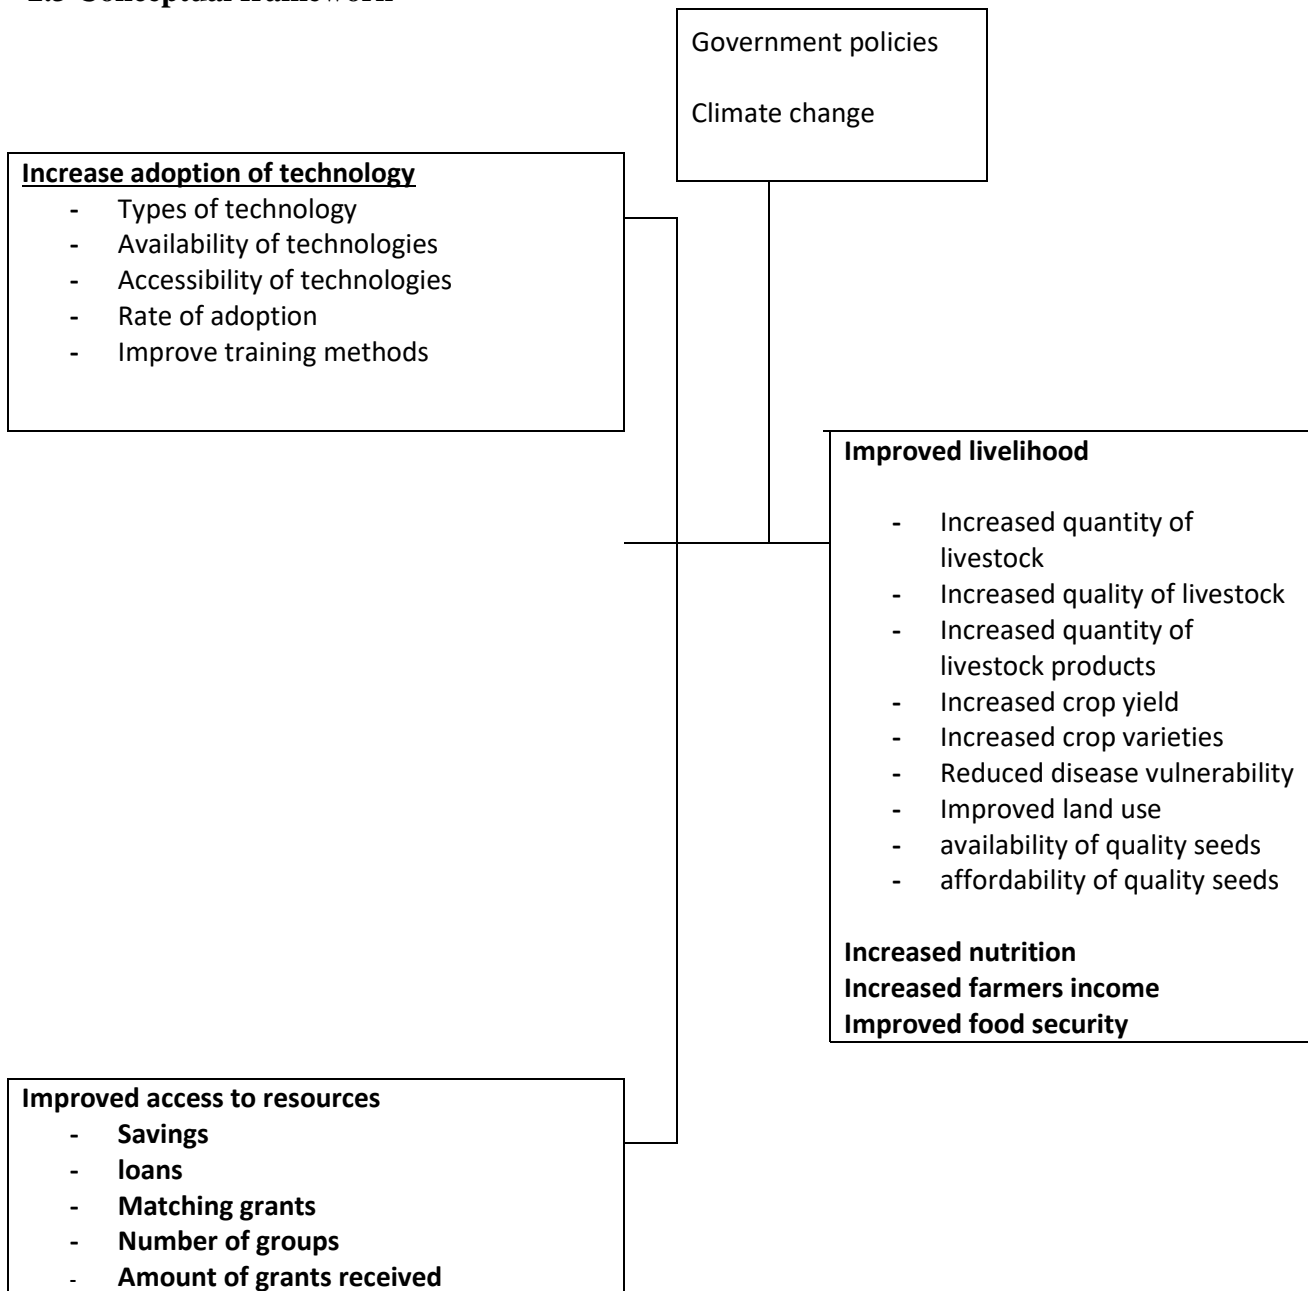 Government policies
Climate change
Increase adoption of technology
- Types of technology
- Availability of technologies
- Accessibility of technologies
- Rate of adoption
- Improve training methods
Improved livelihood
- Increased quantity of
livestock
- Increased quality of livestock
- Increased quantity of
livestock products
- Increased crop yield
- Increased crop varieties
- Reduced disease vulnerability
- Improved land use
- availability of quality seeds
- affordability of quality seeds
Increased nutrition
Increased farmers income
Improved food security
Improved access to resources
- Savings
- loans
- Matching grants
- Number of groups
- Amount of grants received